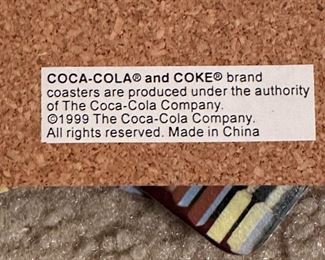 COCA-COLA® and COKE® brand
coasters are produced under the authority
of The Coca-Cola Company.
©1999 The Coca-Cola Company.
All rights reserved. Made in China